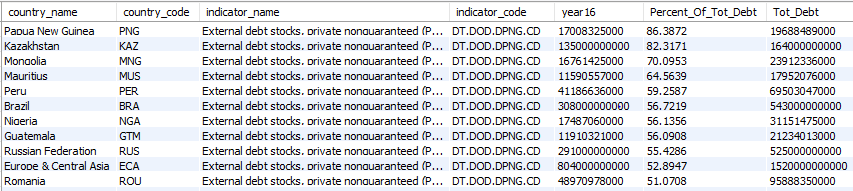 country_name country_code indicator_name indicator_code year16 Percent_Of_Tot_Debt Tot_Debt
Papua New Guinea PNG External debt stocks, private nonguaranteed (P... DT.DOD.DPNG.CD 17008325000 86.3872 19688489000
Kazakhstan KAZ External debt stocks, private nonguaranteed (P... DT.DOD.DPNG.CD 135000000000 82.3171 164000000000
Mongolia MNG External debt stocks, private nonguaranteed (P... DT.DOD.DPNG.CD 16761425000 70.0953 23912336000
Mauritius MUS External debt stocks, private nonguaranteed (P... DT.DOD.DPNG.CD 11590557000 64.5639 17952076000
Peru PER External debt stocks, private nonguaranteed (P... DT.DOD.DPNG.CD 41186636000 59.2587 69503047000
Brazil BRA External debt stocks, private nonguaranteed (P... DT.DOD.DPNG.CD 308000000000 56.7219 543000000000
Nigeria NGA External debt stocks, private nonguaranteed (P... DT.DOD.DPNG.CD 17487060000 56.1356 31151475000
Guatemala GTM External debt stocks, private nonguaranteed (P... DT.DOD.DPNG.CD 11910321000 56.0908 21234013000
Russian Federation RUS External debt stocks, private nonguaranteed (P... DT.DOD.DPNG.CD 291000000000 55.4286 525000000000
Europe & Central Asia ECA External debt stocks, private nonguaranteed (P... DT.DOD.DPNG.CD 804000000000 52.8947 1520000000000
Romania ROU External debt stocks, private nonguaranteed (P... DT.DOD.DPNG.CD 48970978000 51.0708 95888350000